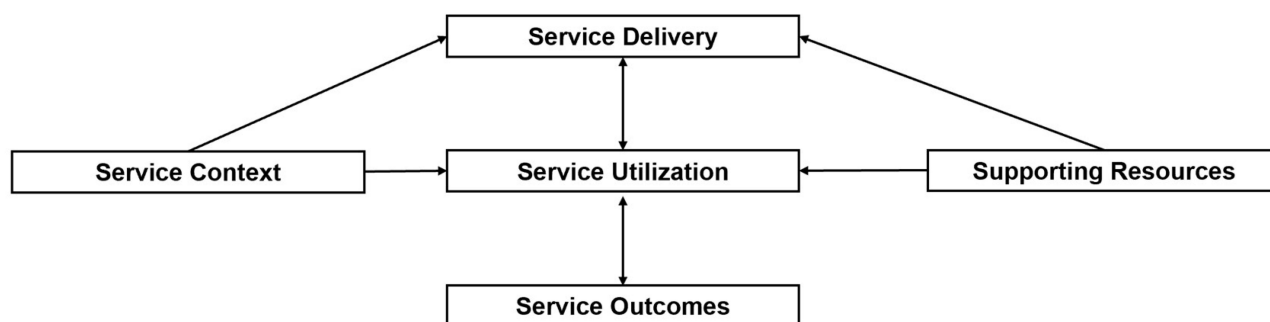 Service Delivery
Service Context
Service Utilization
Supporting Resources
Service Outcomes